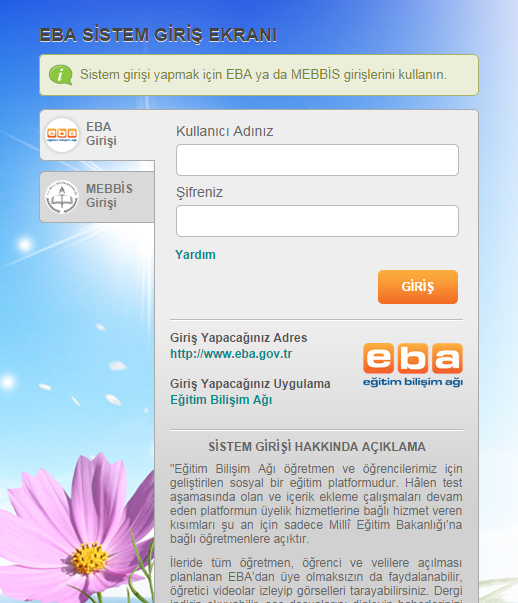 EBA SİSTEM GİRİŞ EKRANI
Sistem girişi yapmak için EBA ya da MEBBİS girişlerini kullanın.
eba
eğitim bilişim ağı
EBA
Girişi
MEBBİS
Girişi
Kullanıcı Adınız
Şifreniz
Yardım
GİRİŞ
Giriş Yapacağınız Adres
http://www.eba.gov.tr
Giriş Yapacağınız Uygulama
Eğitim Bilişim Ağı
eba
eğitim bilişim ağı
SİSTEM GİRİŞİ HAKKINDA AÇIKLAMA
"Eğitim Bilişim Ağı öğretmen ve öğrencilerimiz için
geliştirilen sosyal bir eğitim platformudur. Hâlen test
aşamasında olan ve içerik ekleme çalışmaları devam
eden platformun üyelik hizmetlerine bağlı hizmet veren
kısımları şu an için sadece Millî Eğitim Bakanlığı'na
bağlı öğretmenlere açıktır.
İleride tüm öğretmen, öğrenci ve velilere açılması
planlanan EBA'dan üye olmaksızın da faydalanabilir,
öğretici videolar izleyip görselleri tarayabilirsiniz. Dergi